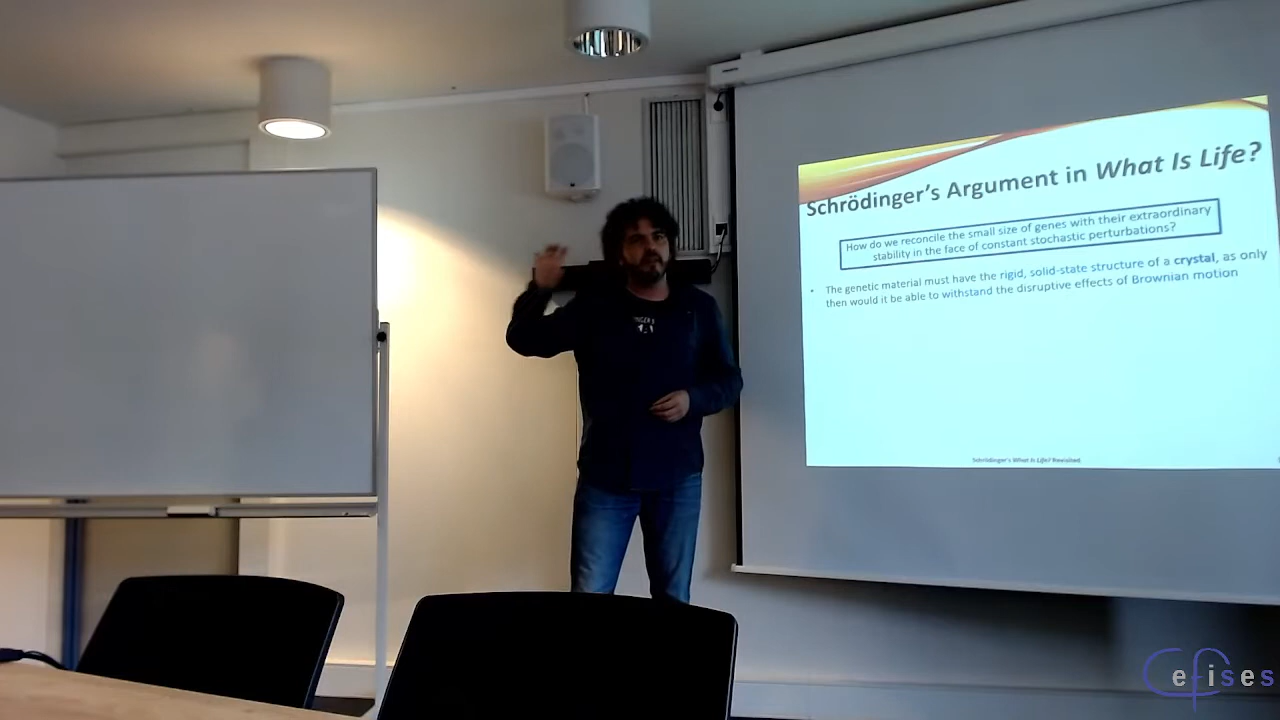 Schrödinger's Argument in What Is Life?
How do we reconcile the small size of genes with their extraordinary
stability in the face of constant stochastic perturbations?
• The genetic material must have the rigid, solid-state structure of a crystal, as only
then would it be able to withstand the disruptive effects of Brownian motion
Schrödinger's What Is Life? Revisited
Cefises